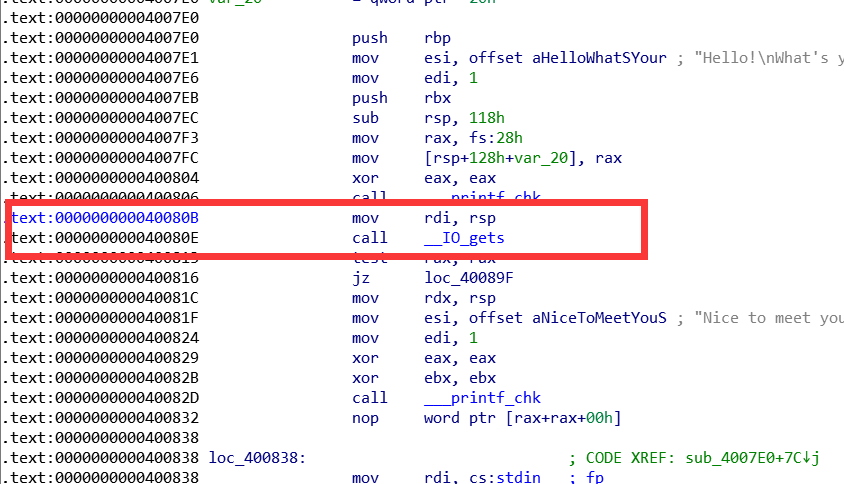 .text:00000000004007E0 var_20 = qword ptr -20h
.text:00000000004007E0
.text:00000000004007E0 push rbp
.text:00000000004007E1 mov esi, offset aHelloWhatSYour ; "Hello!\nWhat's y
.text:00000000004007E6 mov edi, 1
.text:00000000004007EB push rbx
.text:00000000004007EC sub rsp, 118h
.text:00000000004007F3 mov rax, fs:28h
.text:00000000004007FC mov [rsp+128h+var_20], rax
.text:0000000000400804 xor eax, eax
.text:0000000000400806 call ___printf_chk
.text:000000000040080B mov rdi, rsp
.text:000000000040080E call __IO_gets
.text:0000000000400813 test rax, rax
.text:0000000000400816 jz loc_40089F
.text:000000000040081C mov rdx, rsp
.text:000000000040081F mov esi, offset aNiceToMeetYouS ; "Nice to meet you
.text:0000000000400824 mov edi, 1
.text:0000000000400829 xor eax, eax
.text:000000000040082B xor ebx, ebx
.text:000000000040082D call ___printf_chk
.text:0000000000400832 nop word ptr [rax+rax+00h]
.text:0000000000400838
.text:0000000000400838 loc_400838: ; CODE XREF: sub_4007E0+7C↓j
.text:0000000000400838 mov rdi, cs:stdin ; fp